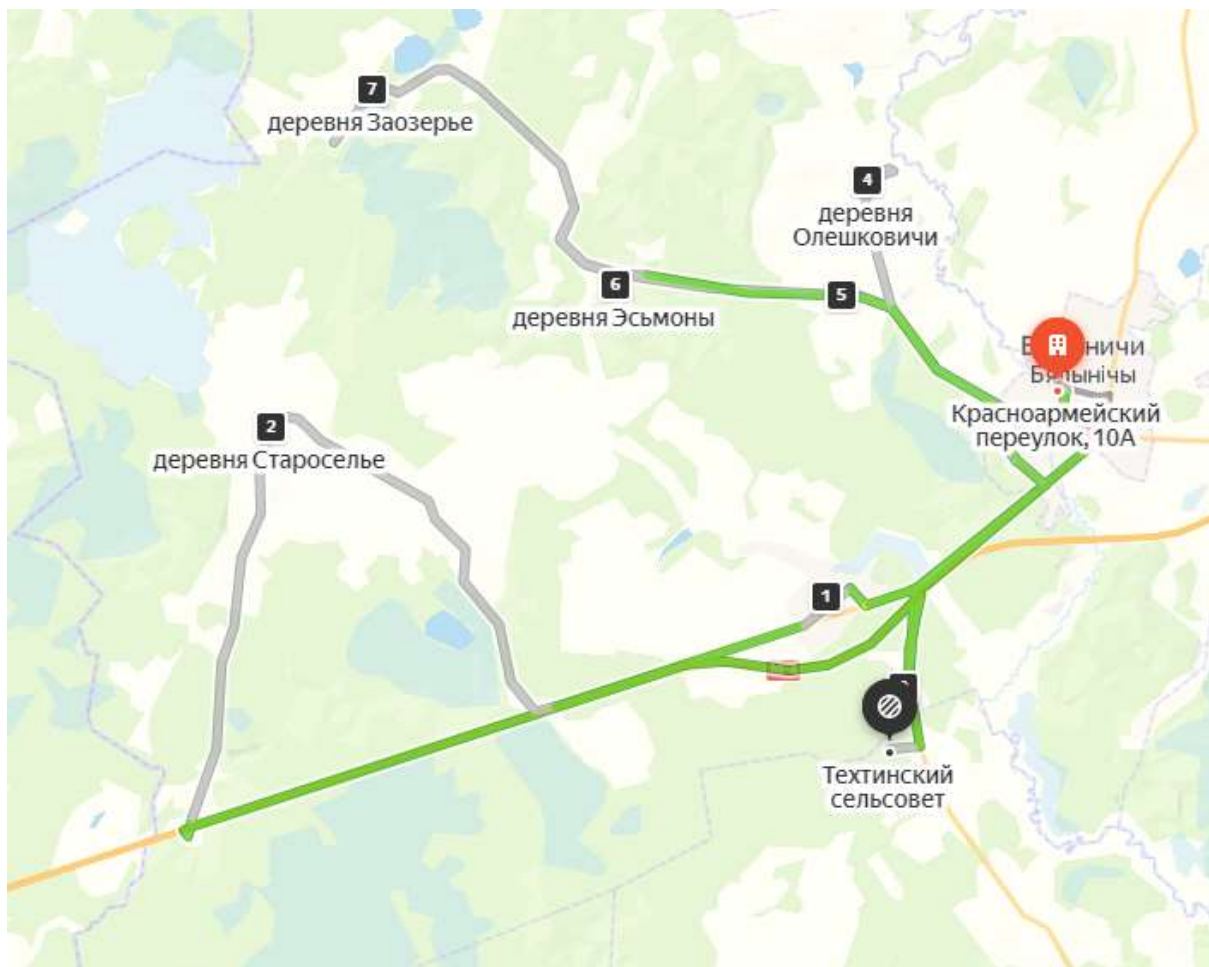 7
деревня Заозерье
4
деревня
Олешковичи
6
5
деревня Эсьмоны
Бялынічы
Красноармейский
переулок, 10А
2
деревня Староселье
1
Техтинский
сельсовет